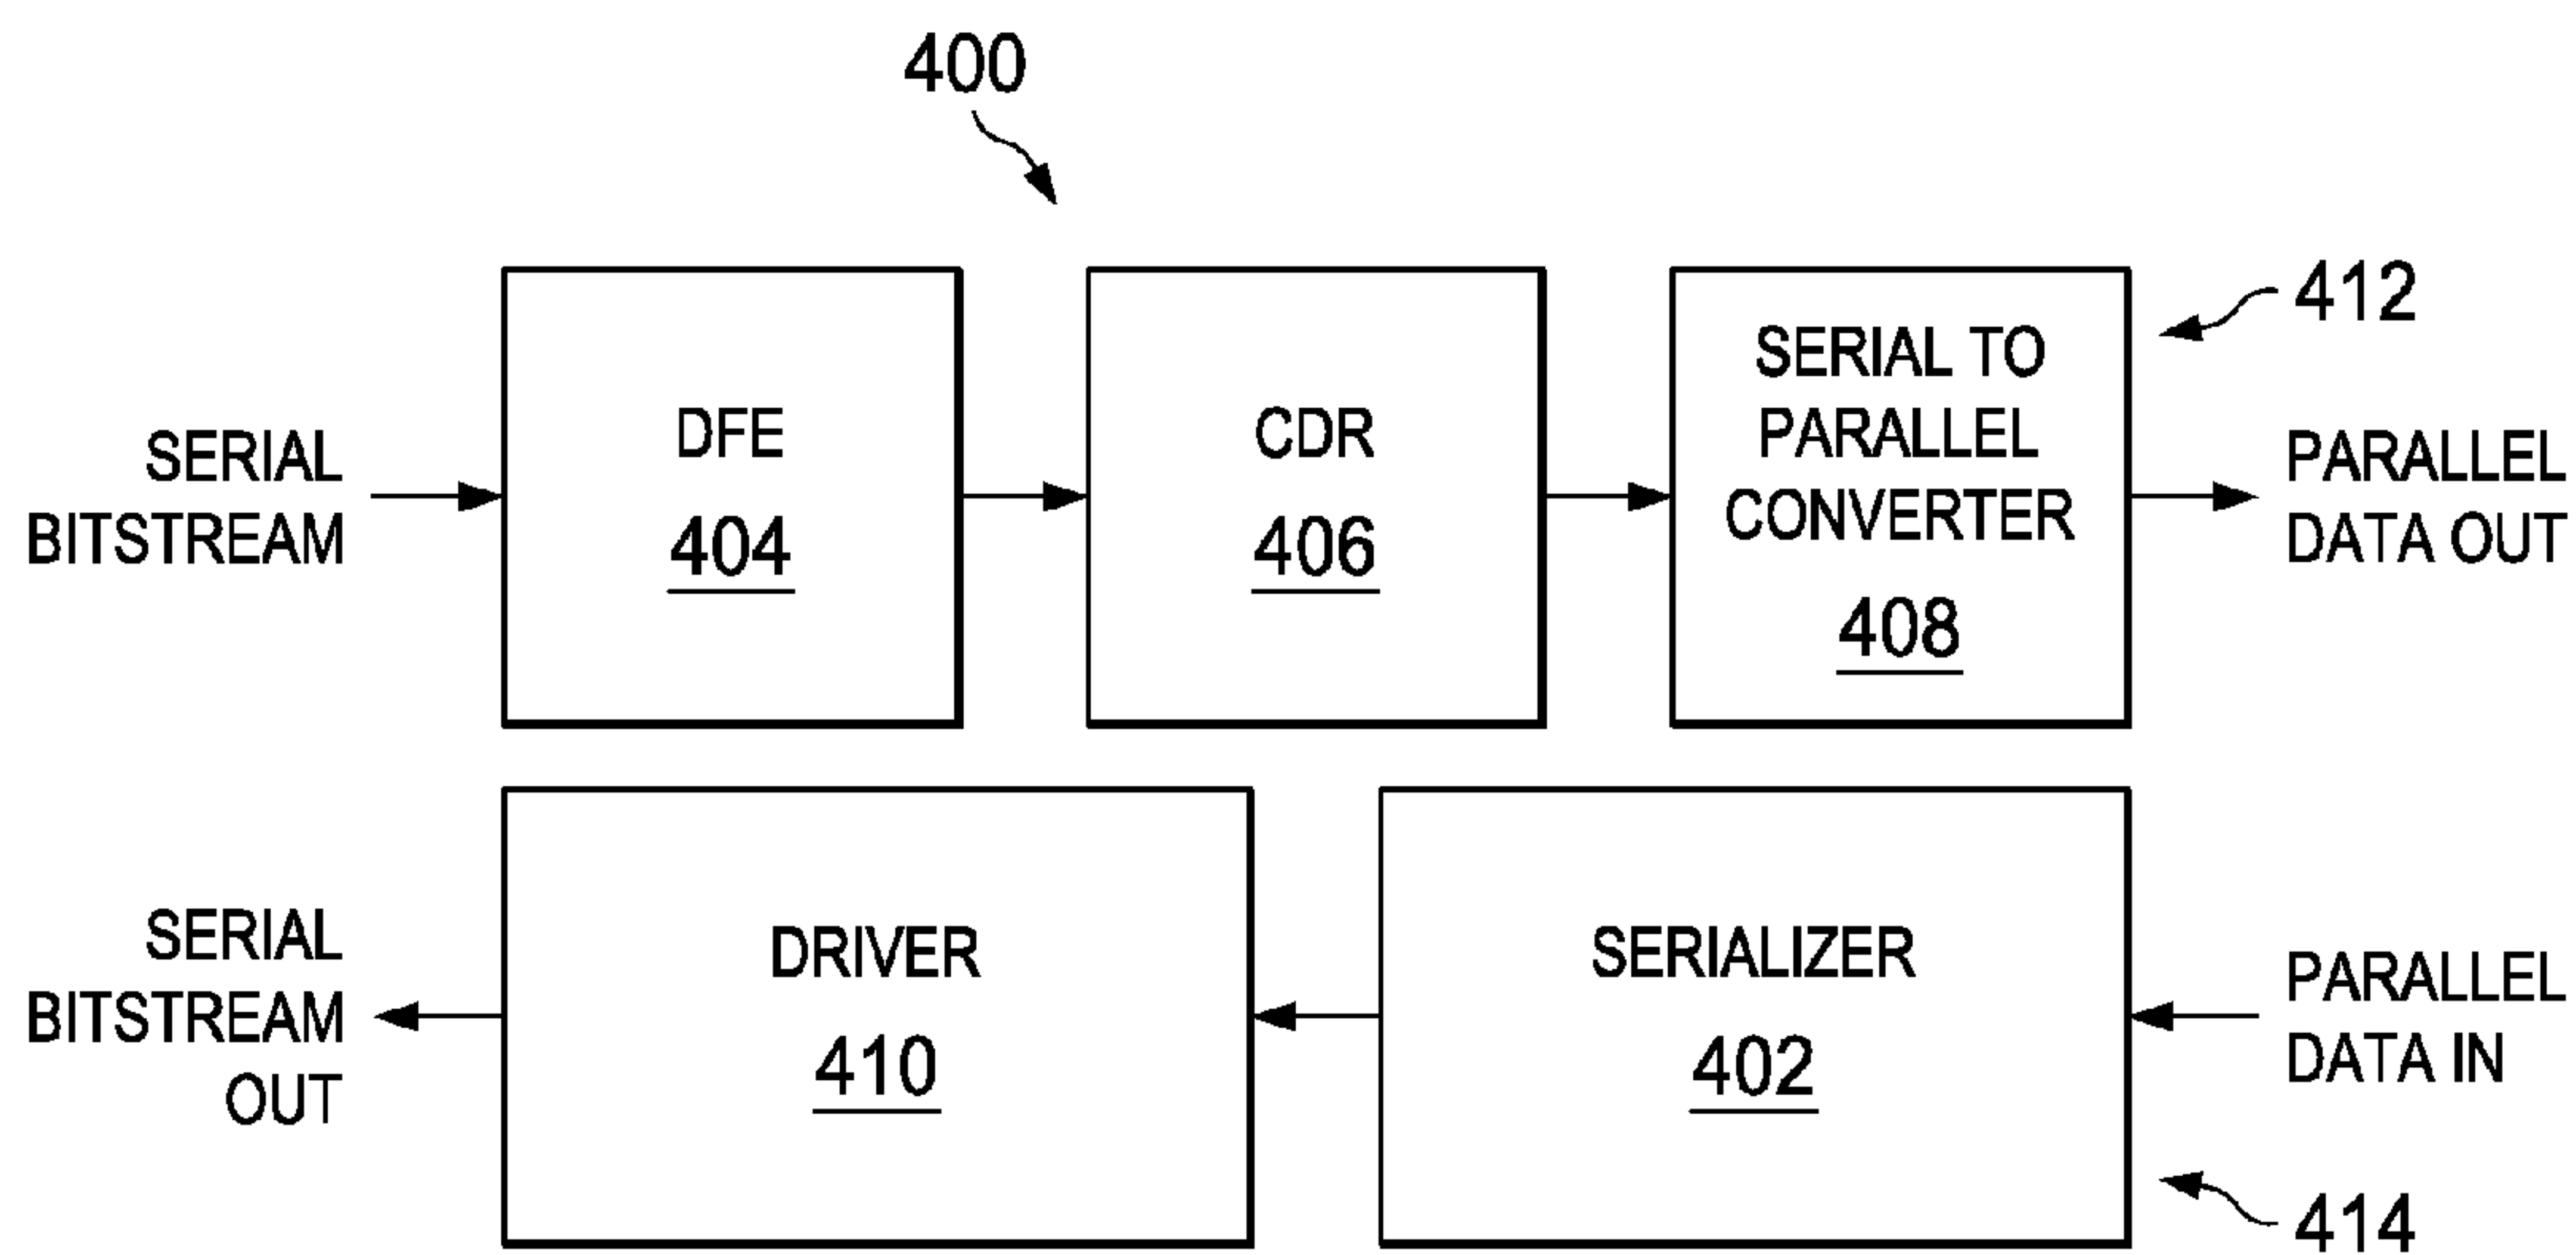 400
412
SERIAL
BITSTREAM
DFE
404
CDR
406
SERIAL TO
PARALLEL
CONVERTER
408
PARALLEL
DATA OUT
SERIAL
BITSTREAM
OUT
DRIVER
410
SERIALIZER
402
PARALLEL
DATA IN
414